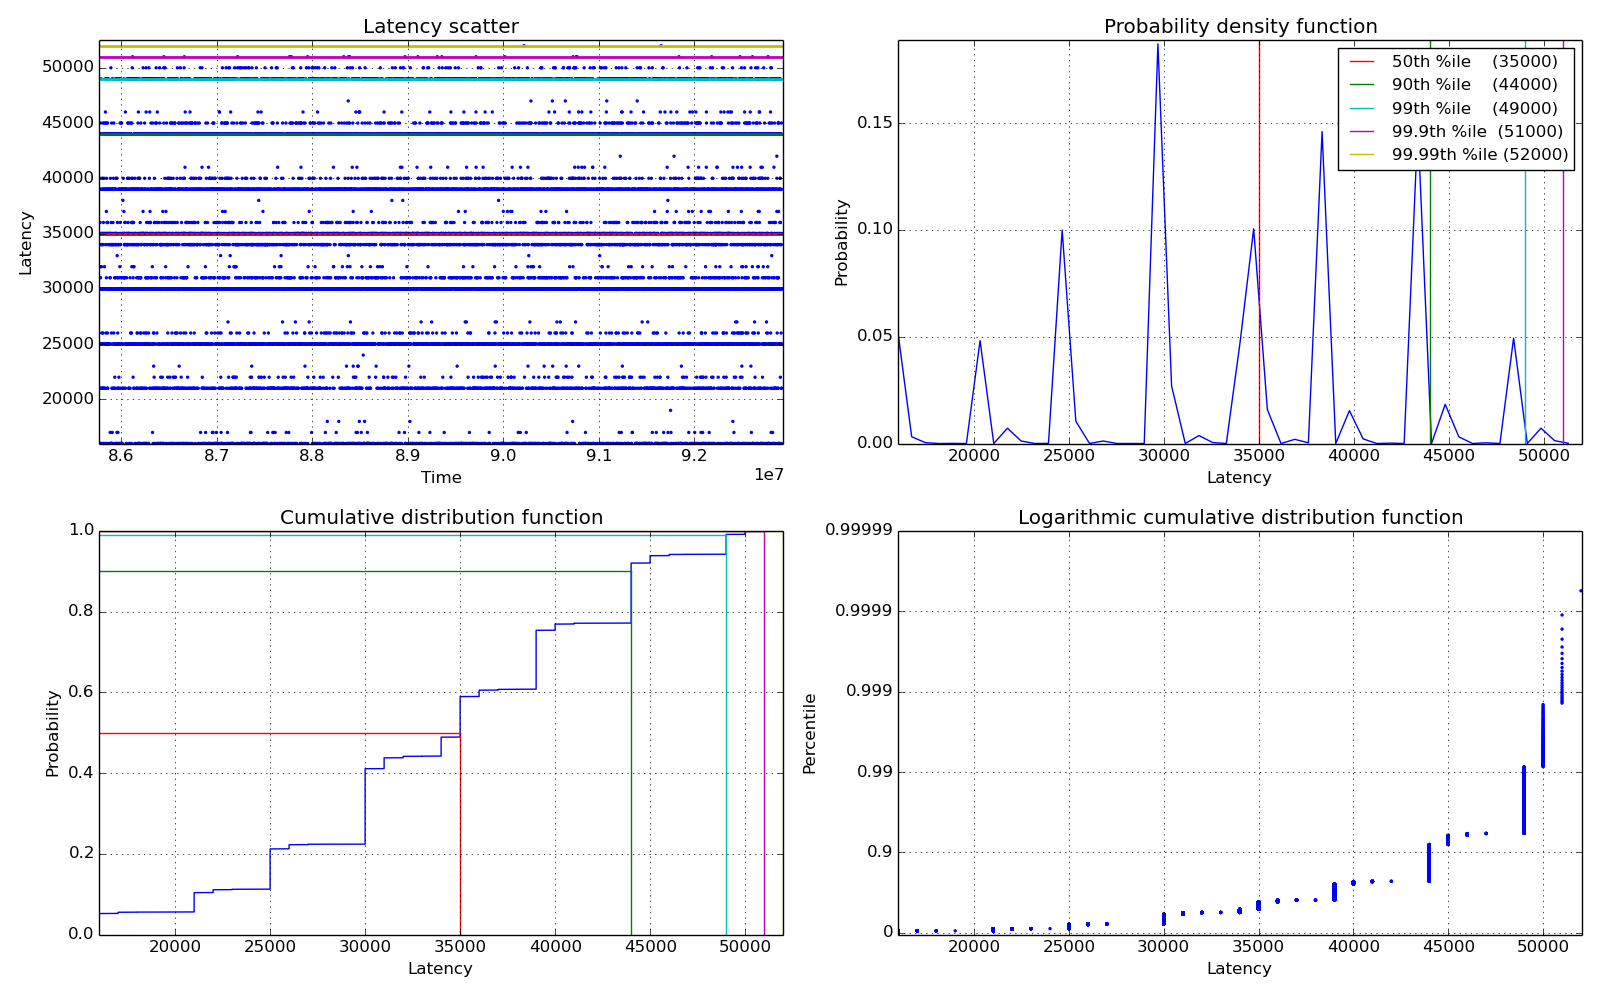 Latency scatter
50000
45000
40000
35000
30000
25000
20000
Latency
8.6 8.7 8.8 8.9 9.0 9.1 9.2
1e7
Time
Probability density function
50th %ile (35000)
90th %ile (44000)
99th %ile (49000)
99.9th %ile (51000)
99.99th %ile (52000)
0.15
0.10
0.05
0.00
Probability
20000 25000 30000 35000 40000 45000 50000
Latency
Cumulative distribution function
1.0
0.8
0.6
0.4
0.2
0.0
Probability
20000 25000 30000 35000 40000 45000 50000
Latency
Logarithmic cumulative distribution function
0.99999
0.9999
0.999
0.99
0.9
0
Percentile
20000 25000 30000 35000 40000 45000 50000
Latency